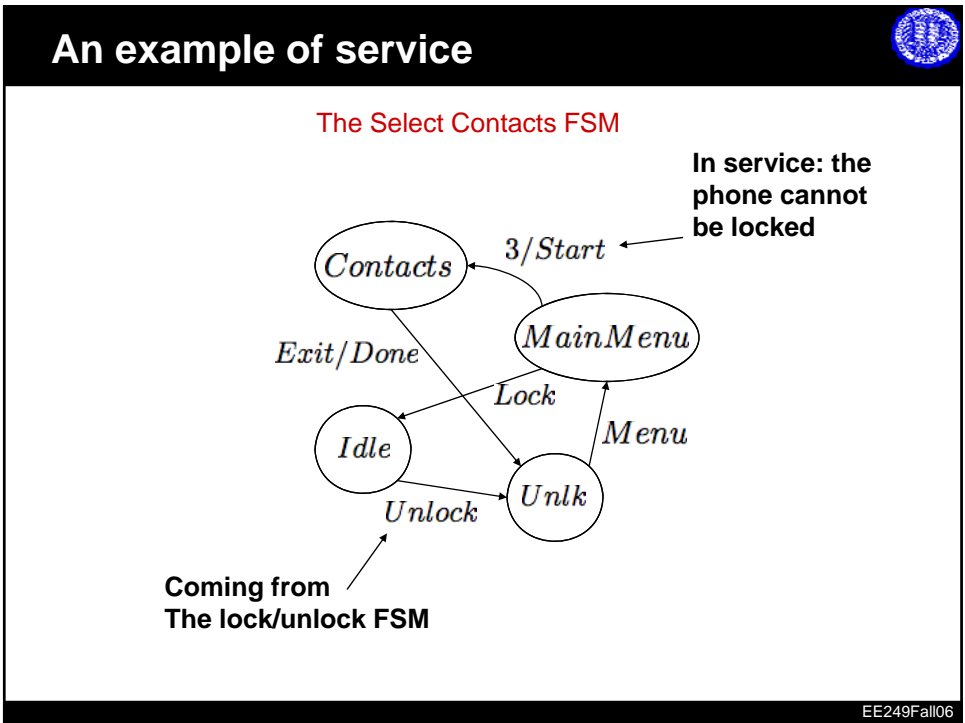 An example of service
The Select Contacts FSM
In service: the
phone cannot
be locked
3/Start
Contacts
MainMenu
Exit/Done
Lock
Menu
Idle
Unlk
Unlock
Coming from
The lock/unlock FSM
EE249Fall06